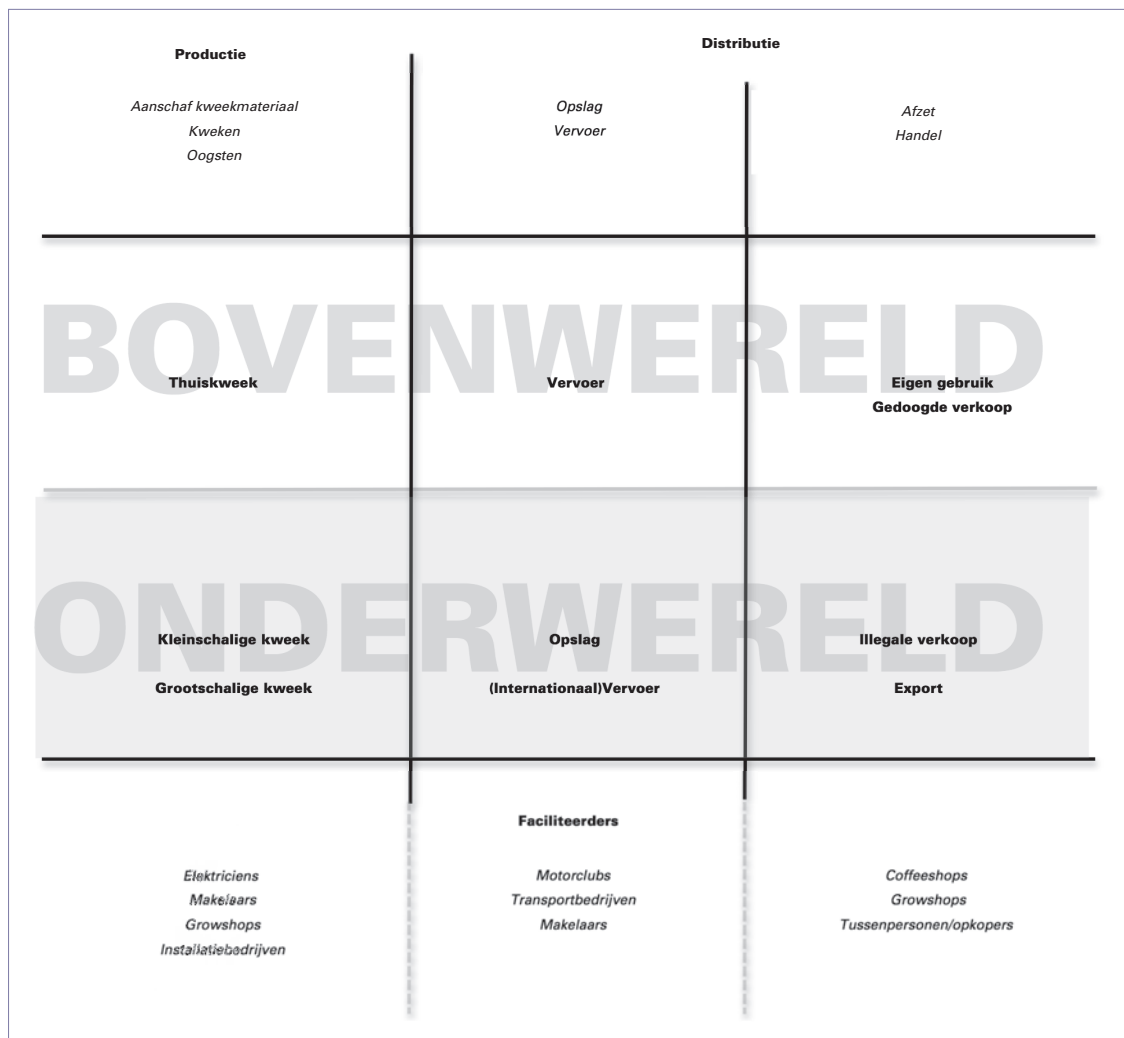 Productie
Distributie
Aanschaf kweekmateriaal
Kweken
Oogsten
Opslag
Vervoer
Afzet
Handel
BOVENWERELD
Thuiskweek
Vervoer
Eigen gebruik
Gedoogde verkoop
ONDERWERELD
Kleinschalige kweek
Opslag
Illegale verkoop
Grootschalige kweek
(Internationaal)Vervoer
Export
Faciliteerders
Elektriciens
Makelaars
Growshops
Installatiebedrijven
Motorclubs
Transportbedrijven
Makelaars
Coffeeshops
Growshops
Tussenpersonen/opkopers